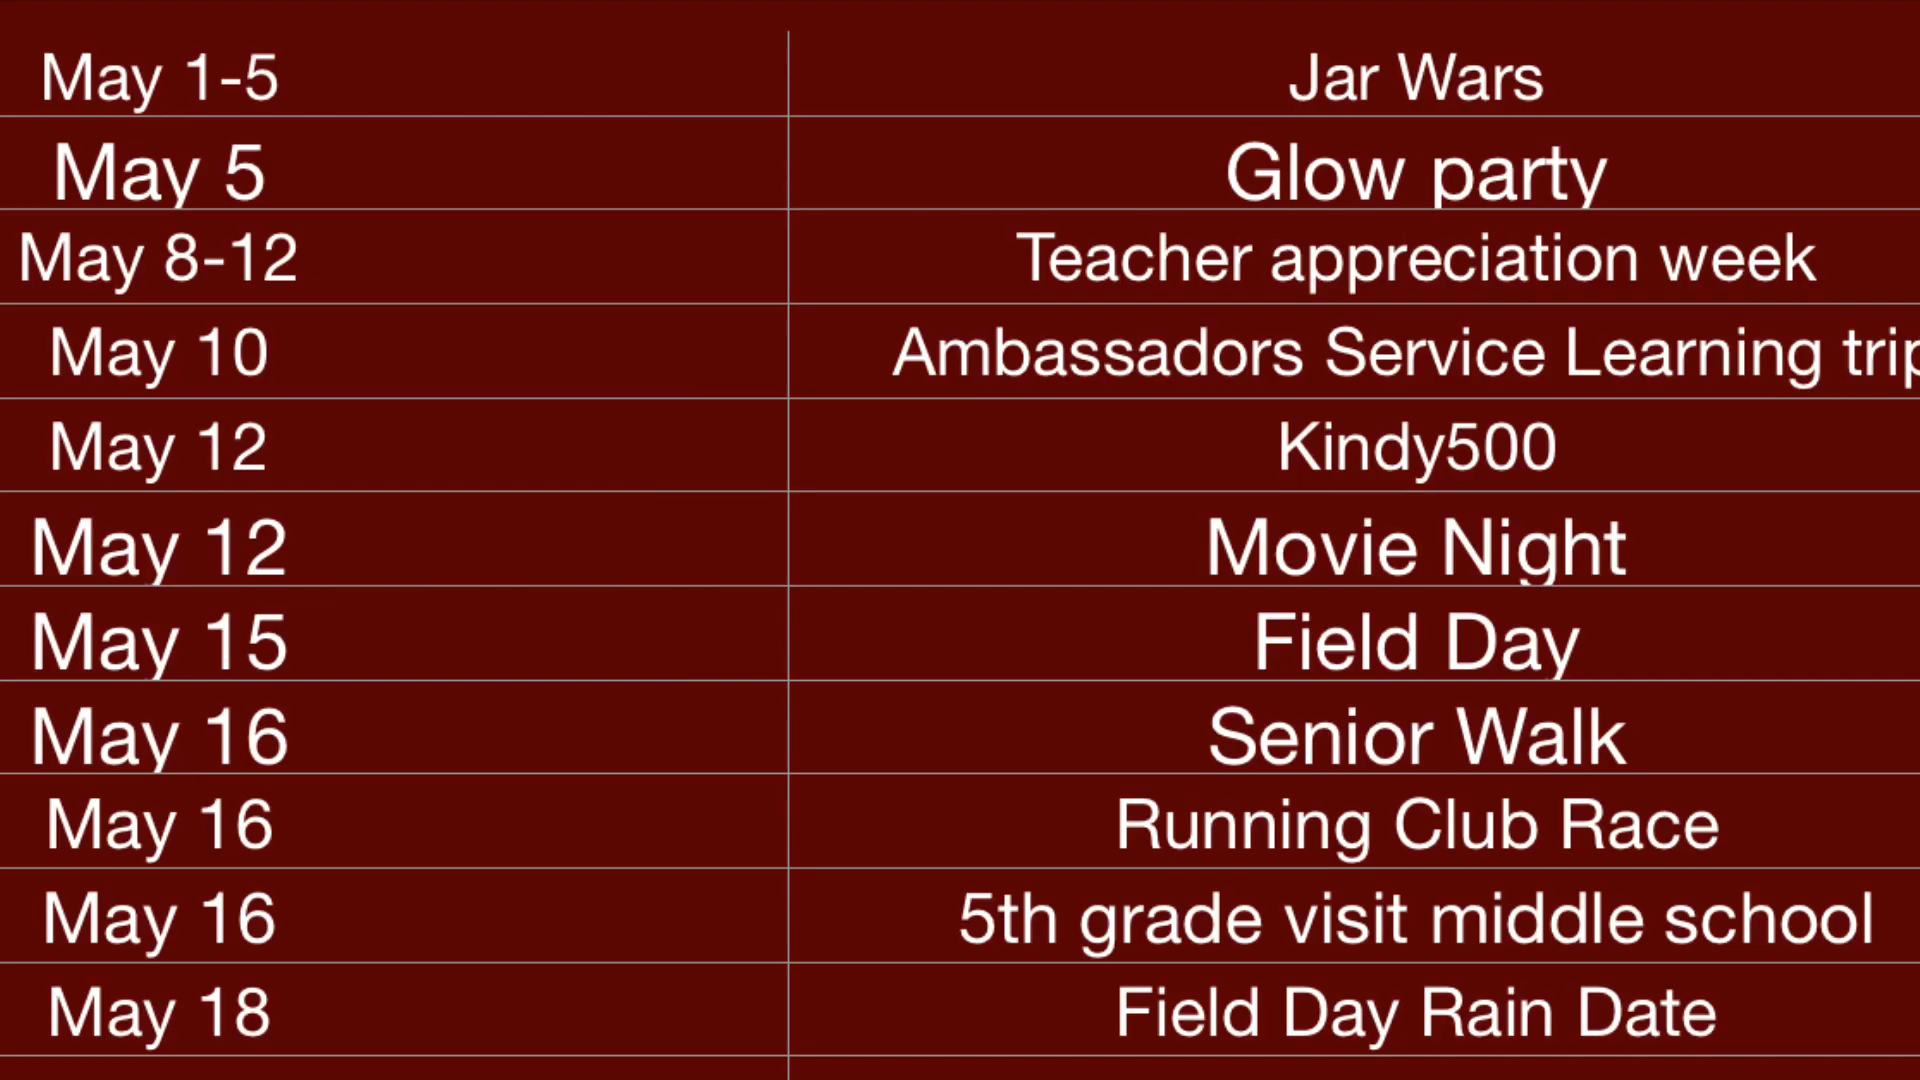 May 1-5 Jar Wars
May 5 Glow party
May 8-12 Teacher appreciation week
May 10 Ambassadors Service Learning trip
May 12 Kindy500
May 12 Movie Night
May 15 Field Day
May 16 Senior Walk
May 16 Running Club Race
May 16 5th grade visit middle school
May 18 Field Day Rain Date